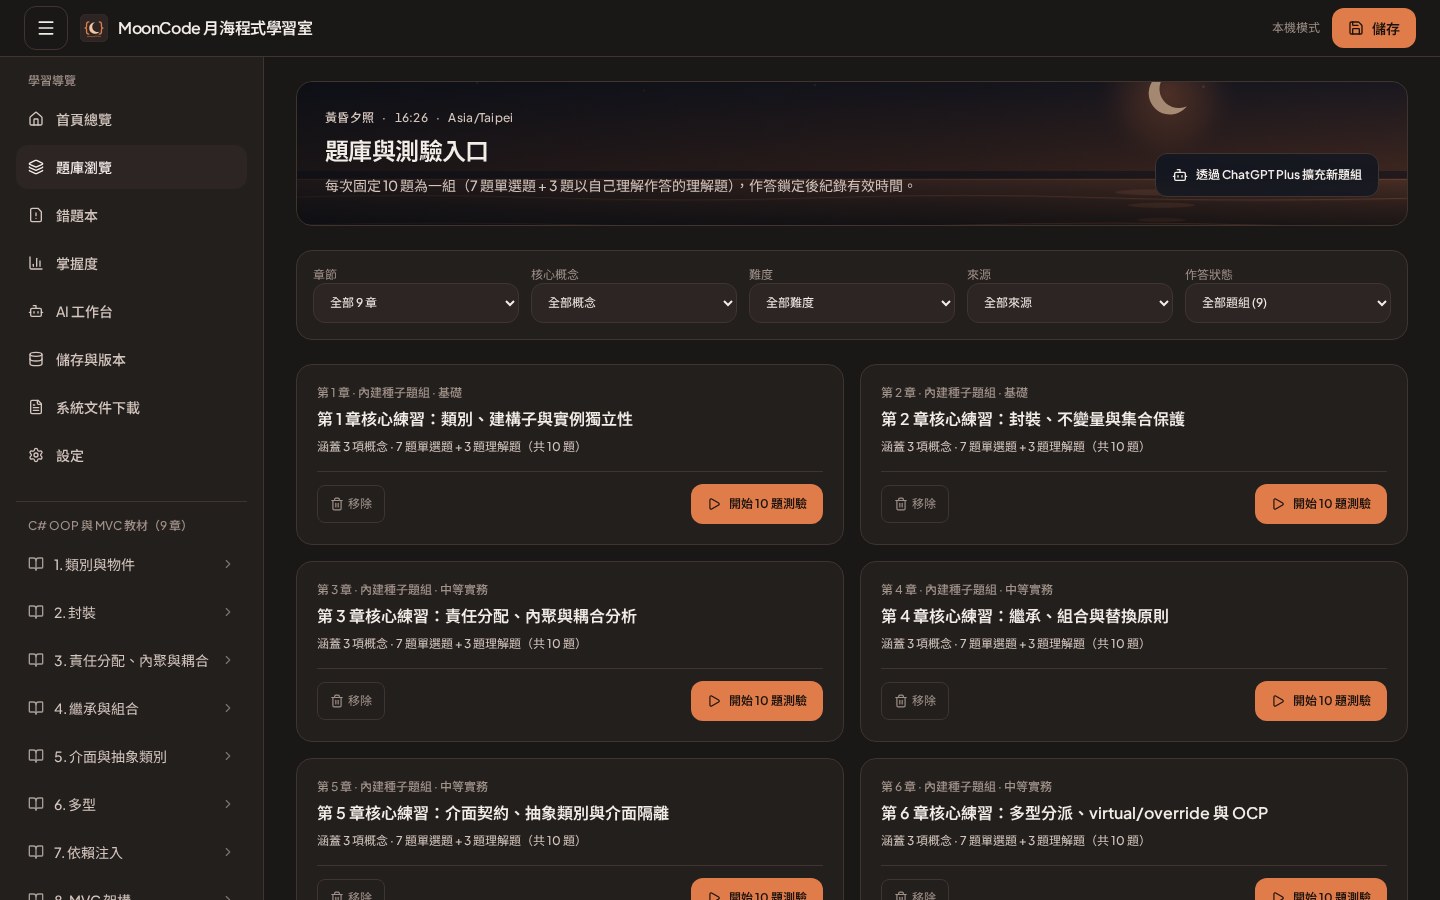 MoonCode 月海程式學習室
本機模式
儲存
學習導覽
首頁總覽
題庫瀏覽
錯題本
掌握度
AI 工作台
儲存與版本
系統文件下載
設定
C# OOP 與 MVC 教材（9 章）
1. 類別與物件
2. 封裝
3. 責任分配、內聚與耦合
4. 繼承與組合
5. 介面與抽象類別
6. 多型
7. 依賴注入
8. MVC 架構
黃昏夕照 · 16:26 · Asia/Taipei
題庫與測驗入口
每次固定 10 題為一組（7 題單選題 + 3 題以自己理解作答的理解題），作答鎖定後紀錄有效時間。
透過 ChatGPT Plus 擴充新題組
章節
全部 9 章
核心概念
全部概念
難度
全部難度
來源
全部來源
作答狀態
全部題組 (9)
第 1 章 · 內建種子題組 · 基礎
第 1 章核心練習：類別、建構子與實例獨立性
涵蓋 3 項概念 · 7 題單選題 + 3 題理解題（共 10 題）
移除
開始 10 題測驗
第 2 章 · 內建種子題組 · 基礎
第 2 章核心練習：封裝、不變量與集合保護
涵蓋 3 項概念 · 7 題單選題 + 3 題理解題（共 10 題）
移除
開始 10 題測驗
第 3 章 · 內建種子題組 · 中等實務
第 3 章核心練習：責任分配、內聚與耦合分析
涵蓋 3 項概念 · 7 題單選題 + 3 題理解題（共 10 題）
移除
開始 10 題測驗
第 4 章 · 內建種子題組 · 中等實務
第 4 章核心練習：繼承、組合與替換原則
涵蓋 3 項概念 · 7 題單選題 + 3 題理解題（共 10 題）
移除
開始 10 題測驗
第 5 章 · 內建種子題組 · 中等實務
第 5 章核心練習：介面契約、抽象類別與介面隔離
涵蓋 3 項概念 · 7 題單選題 + 3 題理解題（共 10 題）
移除
開始 10 題測驗
第 6 章 · 內建種子題組 · 中等實務
第 6 章核心練習：多型分派、virtual/override 與 OCP
涵蓋 3 項概念 · 7 題單選題 + 3 題理解題（共 10 題）
移除
開始 10 題測驗